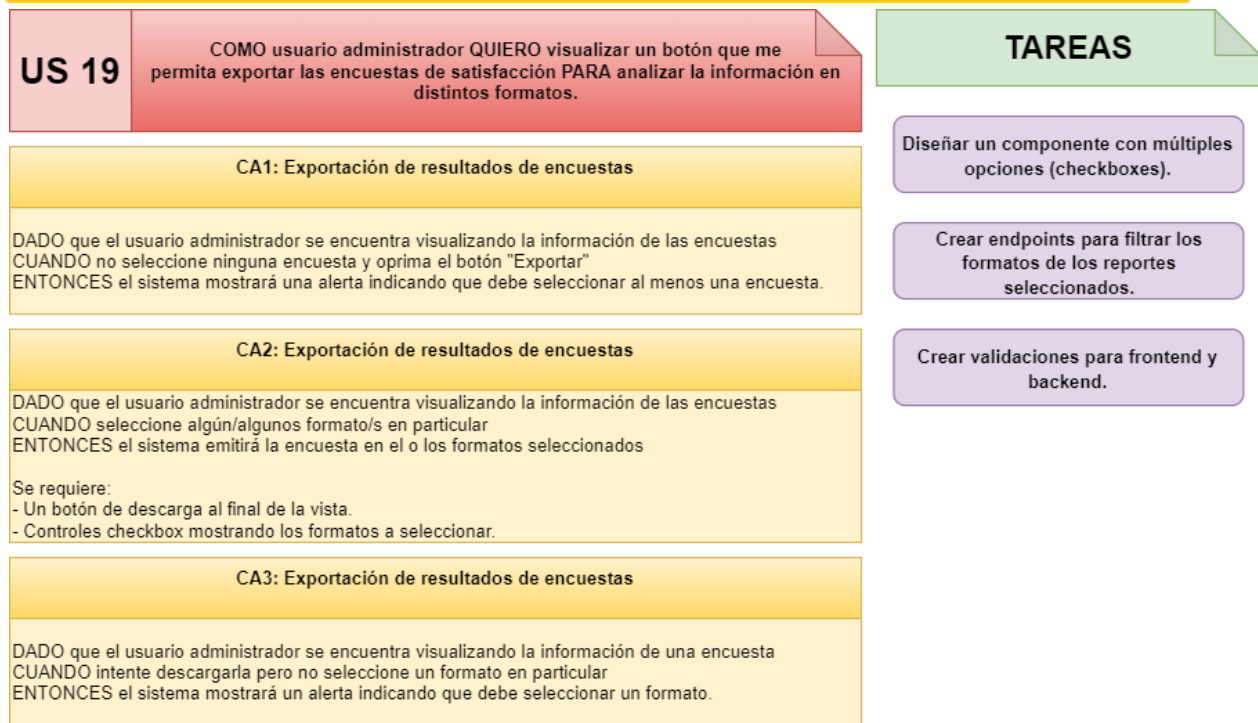 US 19
COMO usuario administrador QUIERO visualizar un botón que me
permita exportar las encuestas de satisfacción PARA analizar la información en
distintos formatos.
CA1: Exportación de resultados de encuestas
DADO que el usuario administrador se encuentra visualizando la información de las encuestas
CUANDO no seleccione ninguna encuesta y oprima el botón "Exportar"
ENTONCES el sistema mostrará una alerta indicando que debe seleccionar al menos una encuesta.
CA2: Exportación de resultados de encuestas
DADO que el usuario administrador se encuentra visualizando la información de las encuestas
CUANDO seleccione algún/algunos formato/s en particular
ENTONCES el sistema emitirá la encuesta en el o los formatos seleccionados
Se requiere:
- Un botón de descarga al final de la vista.
- Controles checkbox mostrando los formatos a seleccionar.
CA3: Exportación de resultados de encuestas
DADO que el usuario administrador se encuentra visualizando la información de una encuesta
CUANDO intente descargarla pero no seleccione un formato en particular
ENTONCES el sistema mostrará un alerta indicando que debe seleccionar un formato.
TAREAS
Diseñar un componente con múltiples
opciones (checkboxes).
Crear endpoints para filtrar los
formatos de los reportes
seleccionados.
Crear validaciones para frontend y
backend.